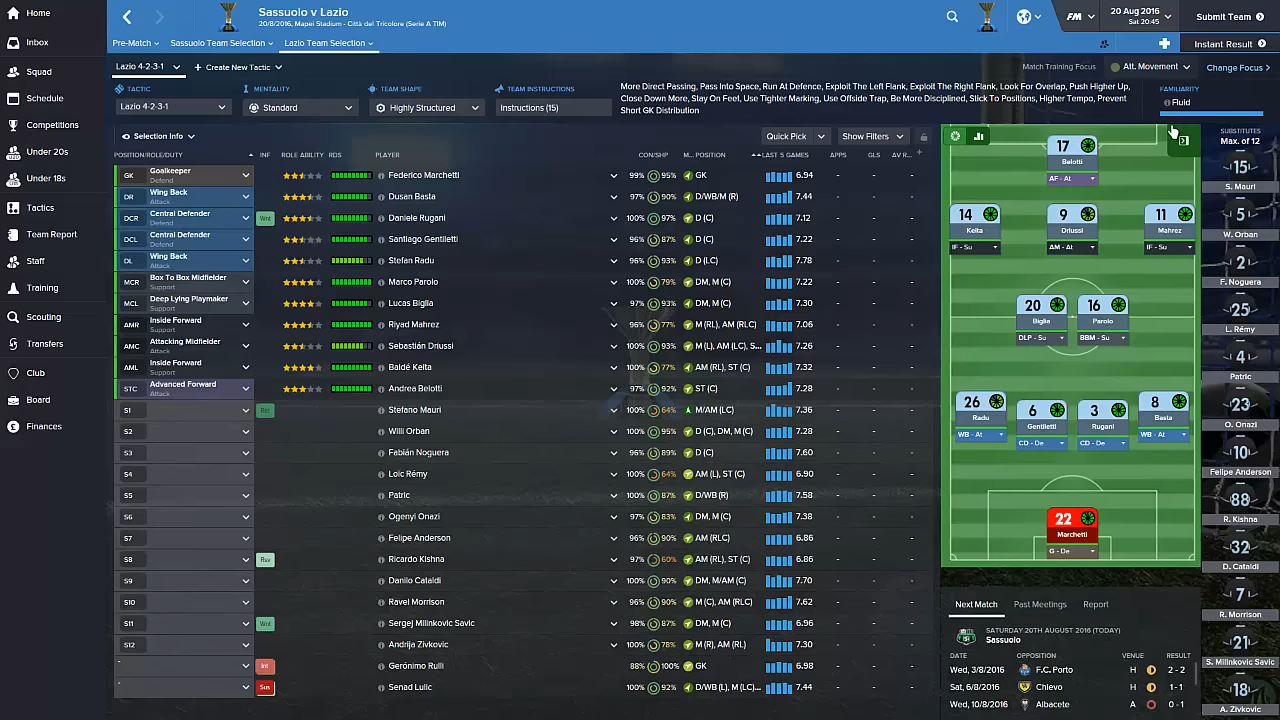 Home
Inbox
Squad
Schedule
Competitions
Under 20s
Under 18s
Tactics
Team Report
Staff
Training
Scouting
Transfers
Club
Board
Finances
Sassuolo v Lazio
20/8/2016, Mapei Stadium - Città del Tricolore (Serie A TIM)
FM
20 Aug 2016
Sat 20:45
Submit Team
Pre-Match
Sassuolo Team Selection
Lazio Team Selection
Instant Result
Lazio 4-2-3-1
Create New Tactic
Match Training Focus
Att. Movement
Change Focus >
TACTIC
Lazio 4-2-3-1
MENTALITY
Standard
TEAM SHAPE
Highly Structured
TEAM INSTRUCTIONS
Instructions (15)
More Direct Passing, Pass Into Space, Run At Defence, Exploit The Left Flank, Exploit The Right Flank, Look For Overlap, Push Higher Up,
Close Down More, Stay On Feet, Use Tighter Marking, Use Offside Trap, Be More Disciplined, Stick To Positions, Higher Tempo, Prevent
Short GK Distribution
FAMILIARITY
Fluid
Selection Info
Quick Pick
Show Filters
POSITION/ROLE/DUTY INF ROLE ABILITY RDS PLAYER CON/SHP M... POSITION LAST 5 GAMES APPS GLS AV R...
GK Goalkeeper Defend Federico Marchetti 99% 95% GK 6.94 - - -
DR Wing Back Attack Dusan Basta 97% 90% D/WB/M (R) 7.44 - - -
DCR Central Defender Defend Wnt Daniele Rugani 100% 97% D (C) 7.12 - - -
DCL Central Defender Defend Santiago Gentiletti 96% 87% D (C) 7.22 - - -
DL Wing Back Attack Stefan Radu 96% 93% D (LC) 7.78 - - -
MCR Box To Box Midfielder Support Marco Parolo 100% 79% DM, M (C) 7.22 - - -
MCL Deep Lying Playmaker Support Lucas Biglia 97% 93% DM, M (C) 7.30 - - -
AMR Inside Forward Support Riyad Mahrez 96% 77% M (RL), AM (RLC) 7.06 - - -
AMC Attacking Midfielder Support Sebastián Driussi 100% 93% M (L), AM (LC), S... 7.26 - - -
AML Inside Forward Support Baldé Keita 100% 77% AM (RL), ST (C) 7.32 - - -
STC Advanced Forward Attack Andrea Belotti 97% 92% ST (C) 7.28 - - -
S1 Stefano Mauri 100% 64% M/AM (LC) 7.36 - - -
S2 Willi Orban 100% 95% D (C), DM, M (C) 7.28 - - -
S3 Fabián Noguera 96% 89% D (C) 7.60 - - -
S4 Loïc Rémy 100% 64% AM (L), ST (C) 6.90 - - -
S5 Patric 100% 87% D/WB (R) 7.58 - - -
S6 Ogenyi Onazi 97% 83% DM, M (C) 7.38 - - -
S7 Felipe Anderson 96% 90% AM (RLC) 6.86 - - -
S8 Ricardo Kishna 97% 60% AM (RL), ST (C) 6.86 - - -
S9 Danilo Cataldi 100% 90% DM, M/AM (C) 7.70 - - -
S10 Ravel Morrison 96% 90% M (C), AM (RLC) 7.62 - - -
S11 Wnt Sergej Milinkovic Savic 98% 87% DM, M (C) 6.96 - - -
S12 Andrija Zivkovic 100% 78% M (R), AM (RL) 7.30 - - -
- Int Gerónimo Rulli 88% 100% GK 6.98 - - -
- Sus Senad Lulic 100% 92% D/WB (L), M (LC)... 7.44 - - -
17
Belotti
AF - At
14 9 11
Keita Driussi Mahrez
IF - Su AM - At IF - Su
20 16
Biglia Parolo
DLP - Su BBM - Su
26 6 3 8
Radu Gentiletti Rugani Basta
WB - At CD - De CD - De WB - At
22
Marchetti
G - De
SUBSTITUTES
Max. of 12
15
S. Mauri
5
W. Orban
2
F. Noguera
25
L. Rémy
4
Patric
23
O. Onazi
10
Felipe Anderson
88
R. Kishna
32
D. Cataldi
7
R. Morrison
21
S. Milinkovic Savic
18
A. Zivkovic
Next Match
Past Meetings
Report
SATURDAY 20TH AUGUST 2016 (TODAY)
Sassuolo
DATE OPPOSITION VENUE RESULT
Wed, 3/8/2016 F.C. Porto H 2-2
Sat, 6/8/2016 Chievo H 1-1
Wed, 10/8/2016 Albacete A 0-1